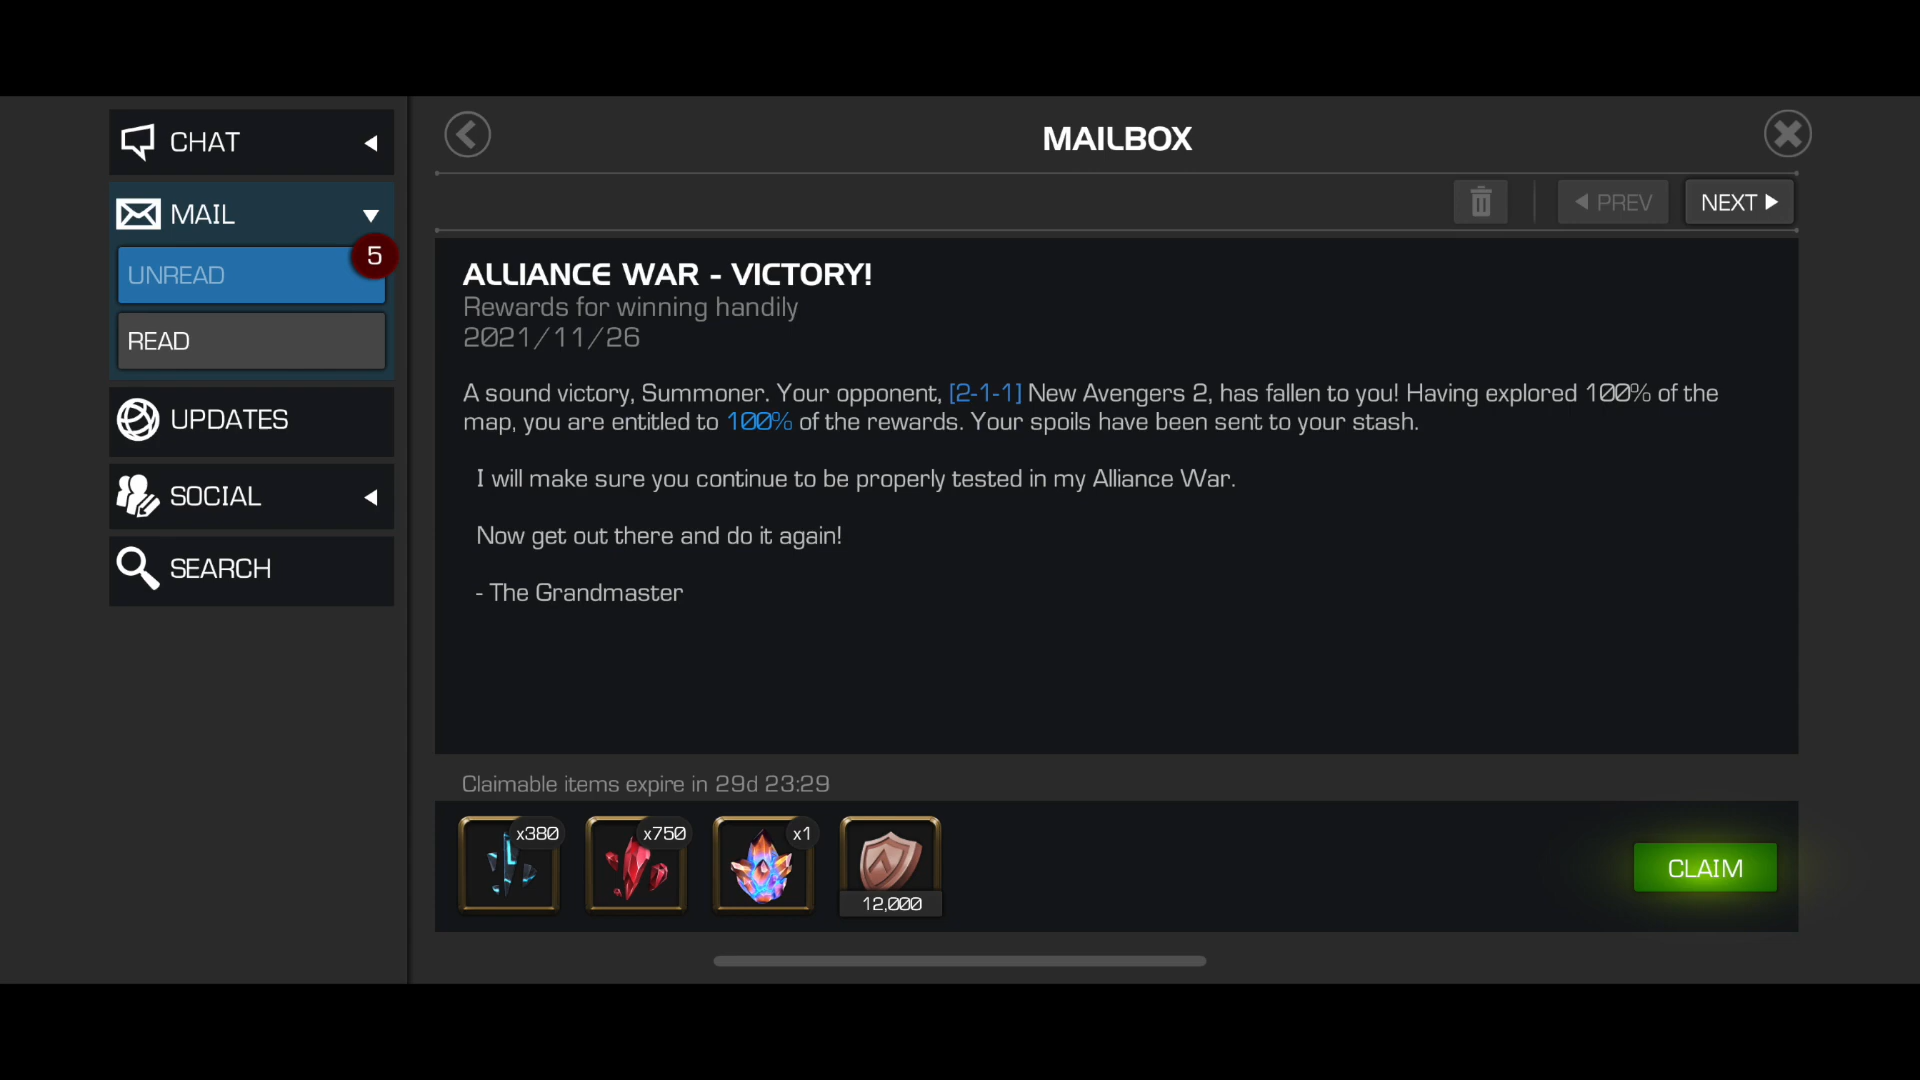 CHAT
MAIL
5
UNREAD
READ
UPDATES
SOCIAL
SEARCH
MAILBOX
PREV
NEXT
ALLIANCE WAR - VICTORY!
Rewards for winning handily
2021/11/26
A sound victory, Summoner. Your opponent, [2-1-1] New Avengers 2, has fallen to you! Having explored 100% of the
map, you are entitled to 100% of the rewards. Your spoils have been sent to your stash.
I will make sure you continue to be properly tested in my Alliance War.
Now get out there and do it again!
- The Grandmaster
Claimable items expire in 29d 23:29
x380
x750
x1
12,000
CLAIM